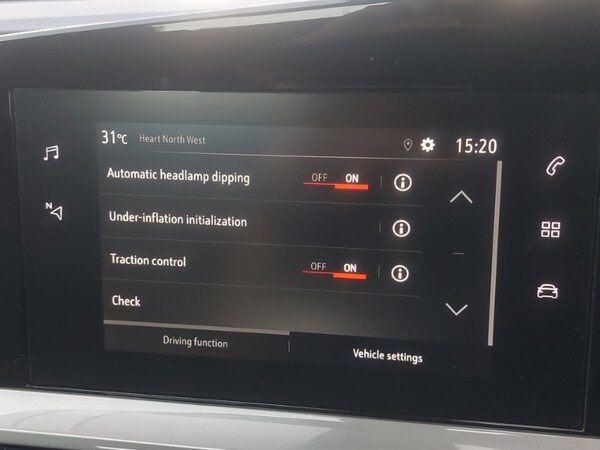 31°C Heart North West 15:20
Automatic headlamp dipping OFF ON
Under-inflation initialization
Traction control OFF ON
Check
Driving function Vehicle settings
N